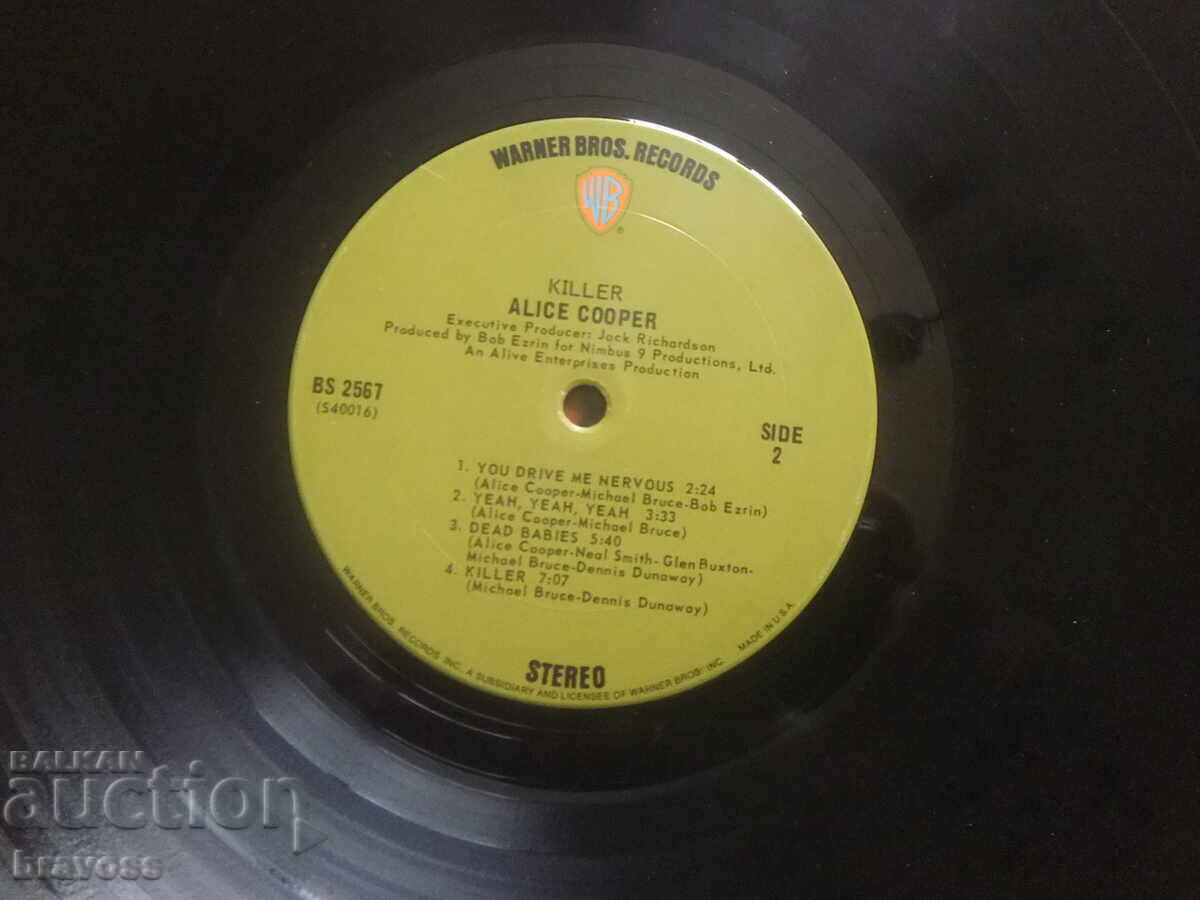 WARNER BROS. RECORDS
WB
®
KILLER
ALICE COOPER
Executive Producer: Jack Richardson
Produced by Bob Ezrin for Nimbus 9 Productions, Ltd.
An Alive Enterprises Production
BS 2567
(S40016)
SIDE
2
1. YOU DRIVE ME NERVOUS 2:24
(Alice Cooper-Michael Bruce-Bob Ezrin)
2. YEAH, YEAH, YEAH 3:33
(Alice Cooper-Michael Bruce)
3. DEAD BABIES 5:40
(Alice Cooper-Neal Smith-Glen Buxton-
Michael Bruce-Dennis Dunaway)
4. KILLER 7:07
(Michael Bruce-Dennis Dunaway)
STEREO
WARNER BROS. RECORDS INC. A SUBSIDIARY AND LICENSEE OF WARNER BROS. INC. MADE IN U.S.A.
BALKAN
auction
bravoss